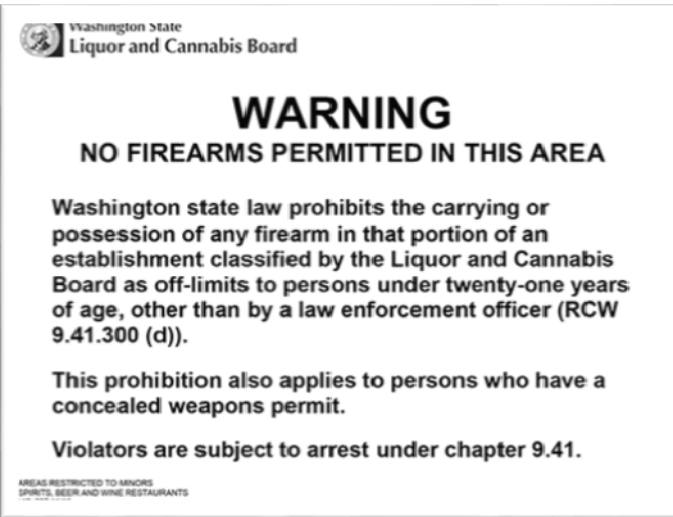 Washington State
Liquor and Cannabis Board
WARNING
NO FIREARMS PERMITTED IN THIS AREA
Washington state law prohibits the carrying or
possession of any firearm in that portion of an
establishment classified by the Liquor and Cannabis
Board as off-limits to persons under twenty-one years
of age, other than by a law enforcement officer (RCW
9.41.300 (d)).
This prohibition also applies to persons who have a
concealed weapons permit.
Violators are subject to arrest under chapter 9.41.
AREAS RESTRICTED TO MINORS
SPIRITS, BEER AND WINE RESTAURANTS